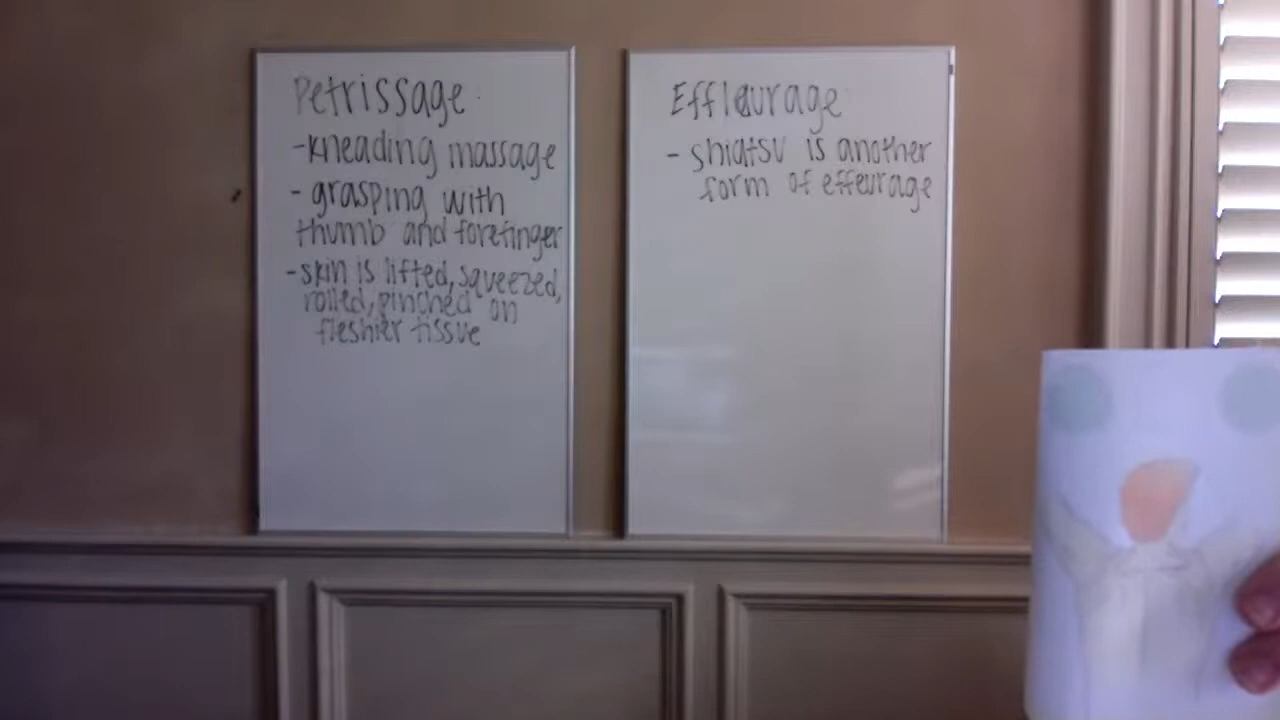 Petrissage
-kneading massage
- grasping with
thumb and forefinger
-skin is lifted, squeezed,
rolled, pinched on
fleshier tissue
Effleurage
- shiatsu is another
form of effeurage